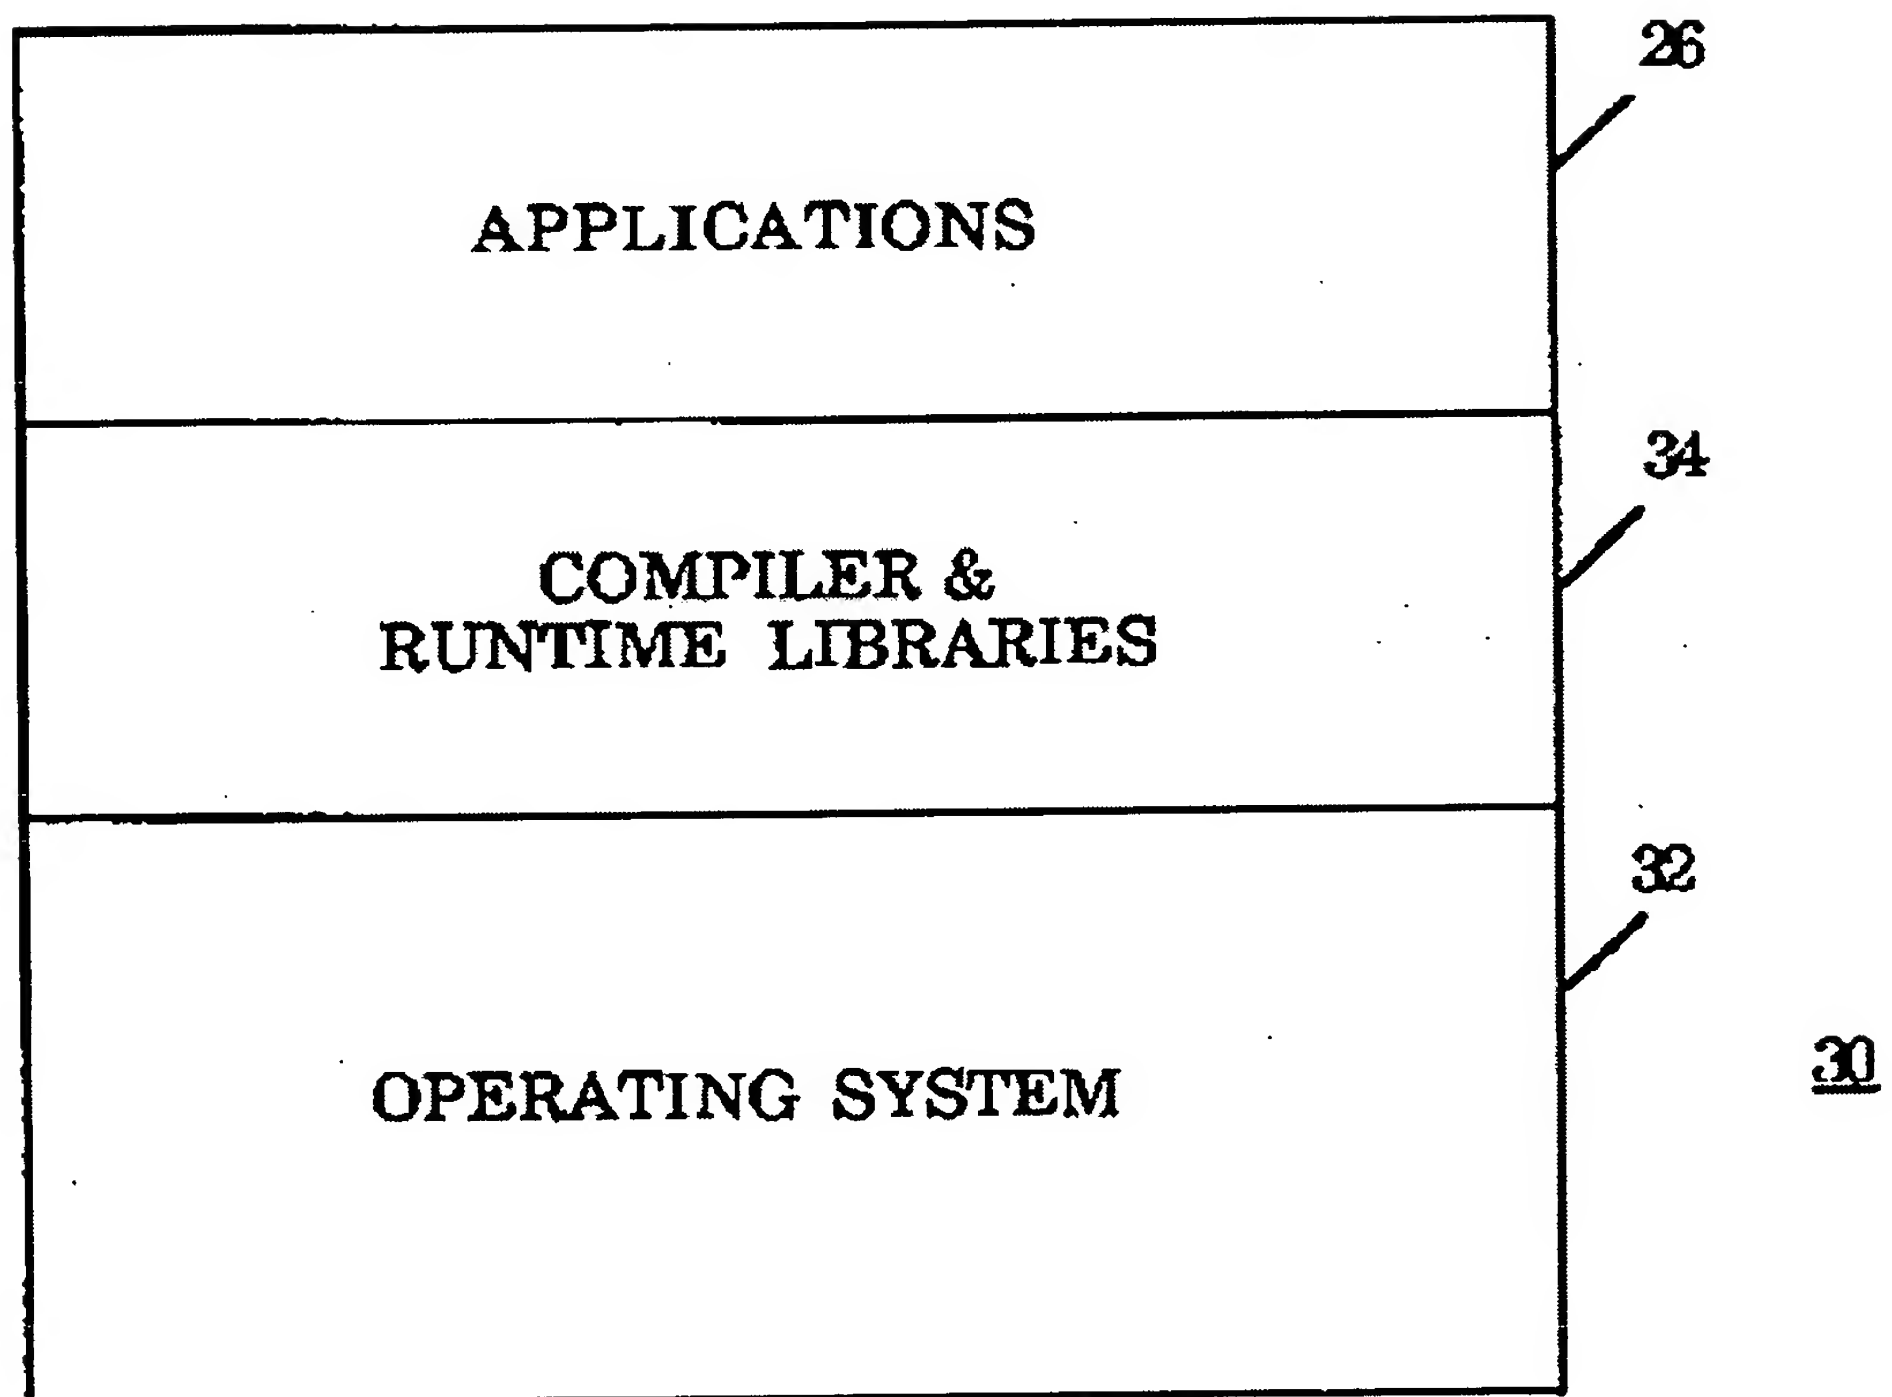 26
APPLICATIONS
34
COMPILER &
RUNTIME LIBRARIES
32
30
OPERATING SYSTEM